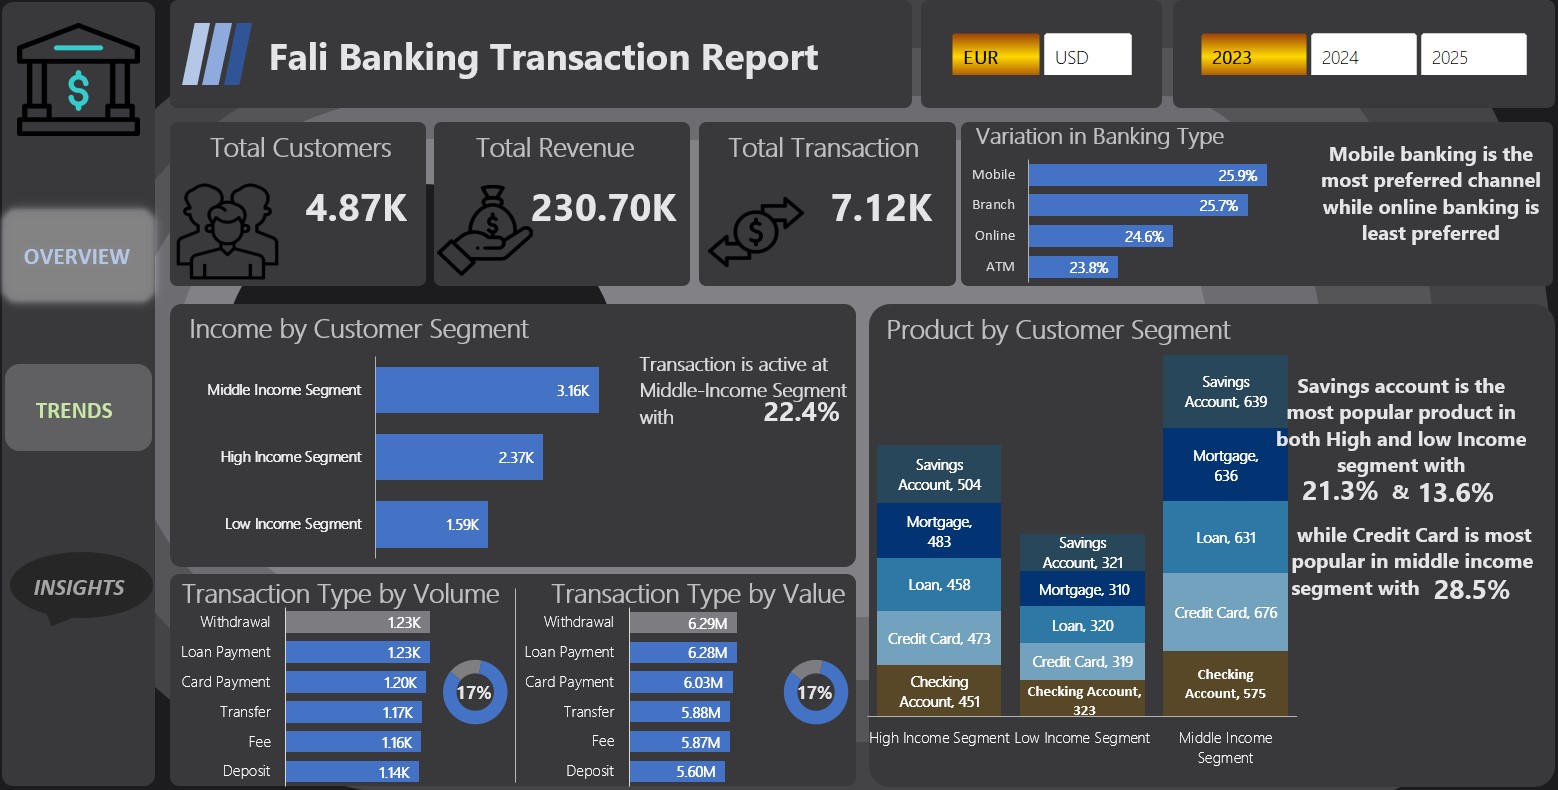 Fali Banking Transaction Report
EUR
USD
2023
2024
2025
$
OVERVIEW
TRENDS
INSIGHTS
Total Customers
4.87K
Total Revenue
$
230.70K
Total Transaction
$
7.12K
Variation in Banking Type
Mobile 25.9%
Branch 25.7%
Online 24.6%
ATM 23.8%
Mobile banking is the
most preferred channel
while online banking is
least preferred
Income by Customer Segment
Middle Income Segment 3.16K
High Income Segment 2.37K
Low Income Segment 1.59K
Transaction is active at
Middle-Income Segment
with 22.4%
Transaction Type by Volume
Withdrawal 1.23K
Loan Payment 1.23K
Card Payment 1.20K
Transfer 1.17K
Fee 1.16K
Deposit 1.14K
17%
Transaction Type by Value
Withdrawal 6.29M
Loan Payment 6.28M
Card Payment 6.03M
Transfer 5.88M
Fee 5.87M
Deposit 5.60M
17%
Product by Customer Segment
Savings
Account, 504
Mortgage,
483
Loan, 458
Credit Card, 473
Checking
Account, 451
High Income Segment
Savings
Account, 321
Mortgage, 310
Loan, 320
Credit Card, 319
Checking Account,
323
Low Income Segment
Savings
Account, 639
Mortgage,
636
Loan, 631
Credit Card, 676
Checking
Account, 575
Middle Income
Segment
Savings account is the
most popular product in
both High and low Income
segment with
21.3% & 13.6%
while Credit Card is most
popular in middle income
segment with 28.5%